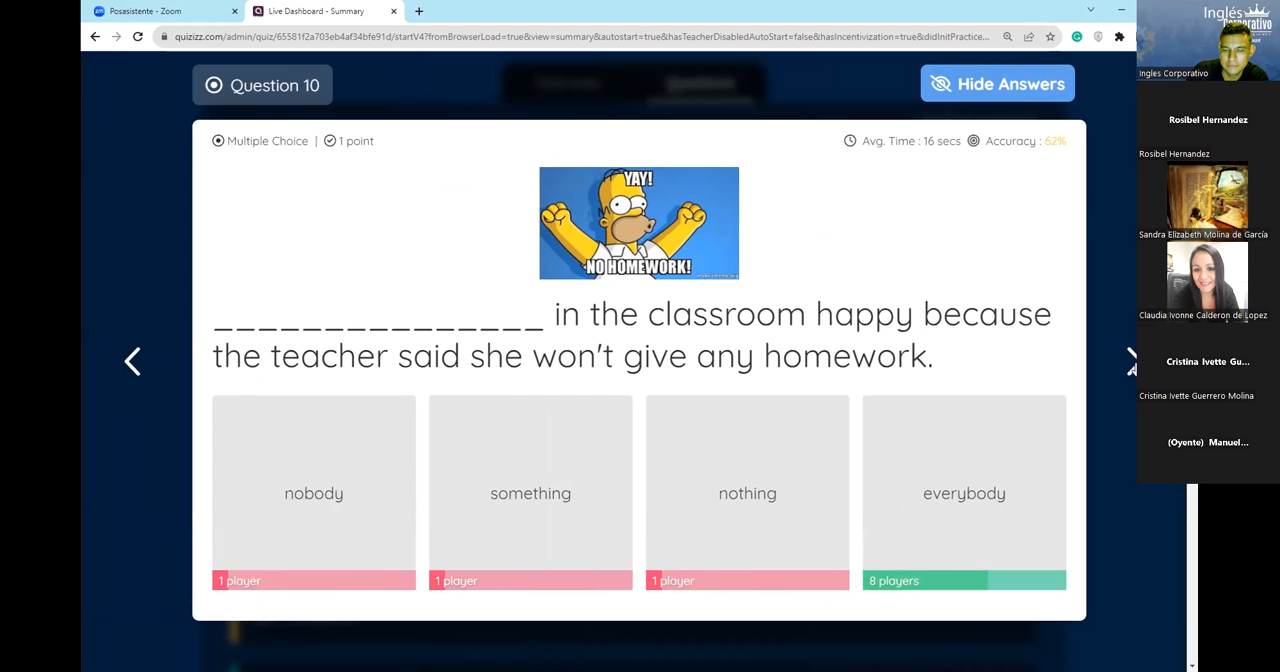 Posasistente - Zoom
Live Dashboard - Summary
quizizz.com/admin/quiz/65581f2a703eb4af34bfe91d/startV4?fromBrowserLoad=true&view=summary&autostart=true&hasTeacherDisabledAutoStart=false&hasIncentivization=true&didInitPractice...
Question 10
Hide Answers
Multiple Choice | 1 point
Avg. Time : 16 secs
Accuracy : 62%
YAY!
NO HOMEWORK!
_______________ in the classroom happy because
the teacher said she won't give any homework.
nobody
something
nothing
everybody
1 player
1 player
1 player
8 players
Inglés
Corporativo
Ingles Corporativo
Rosibel Hernandez
Rosibel Hernandez
Sandra Elizabeth Molina de García
Claudia Ivonne Calderon de Lopez
Cristina Ivette Gu...
Cristina Ivette Guerrero Molina
(Oyente) Manuel...